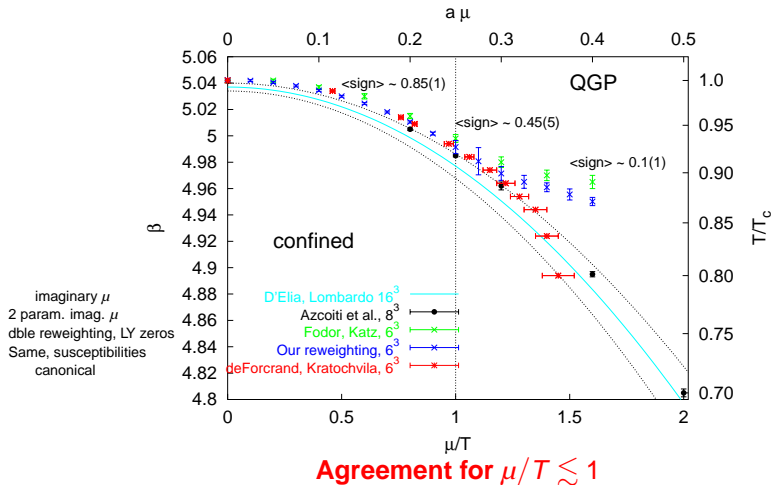 a μ
0 0.1 0.2 0.3 0.4 0.5
5.06
5.04
5.02
5
4.98
4.96
4.94
4.92
4.9
4.88
4.86
4.84
4.82
4.8
β
1.0
0.95
0.90
0.85
0.80
0.75
0.70
T/Tc
QGP
<sign> ~ 0.85(1)
<sign> ~ 0.45(5)
<sign> ~ 0.1(1)
confined
imaginary μ
2 param. imag. μ
dble reweighting, LY zeros
Same, susceptibilities
canonical
D'Elia, Lombardo 16³
Azcoiti et al., 8³
Fodor, Katz, 6³
Our reweighting, 6³
deForcrand, Kratochvila, 6³
0 0.5 1 1.5 2
μ/T
Agreement for μ/T ≲ 1